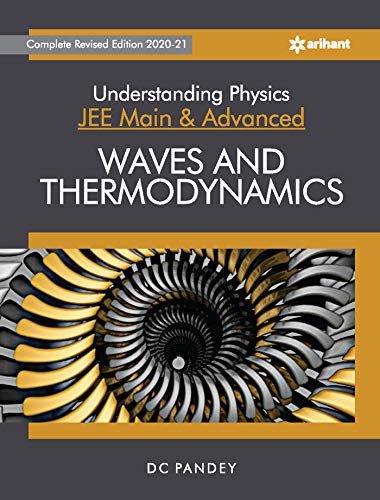 Complete Revised Edition 2020-21
arihant
Understanding Physics
JEE Main & Advanced
WAVES AND
THERMODYNAMICS
DC PANDEY